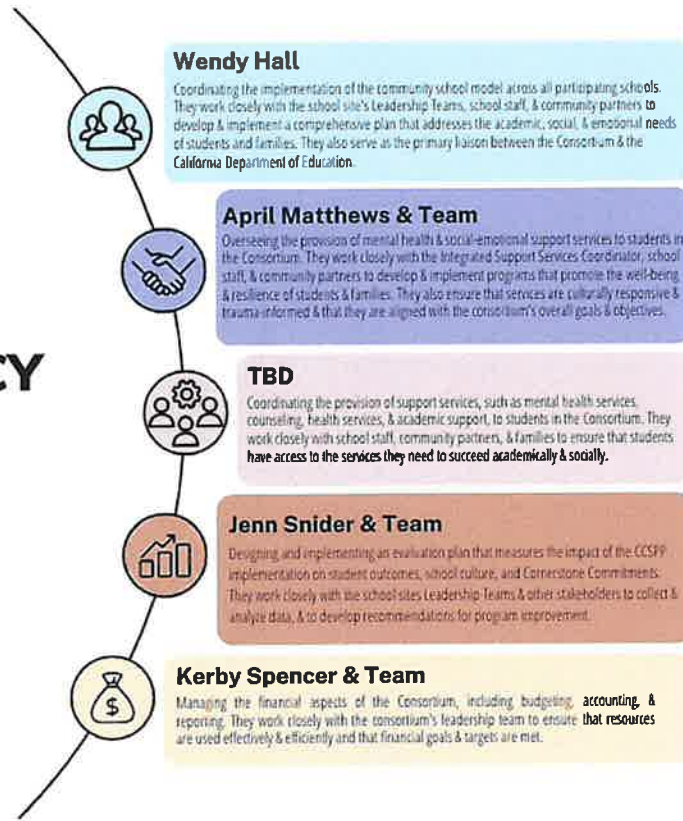 Wendy Hall
Coordinating the implementation of the community school model across all participating schools.
They work closely with the school site's Leadership Teams, school staff, & community partners to
develop & implement a comprehensive plan that addresses the academic, social, & emotional needs
of students and families. They also serve as the primary liaison between the Consortium & the
California Department of Education.
April Matthews & Team
Overseeing the provision of mental health & social-emotional support services to students in
the Consortium. They work closely with the Integrated Support Services Coordinator, school
staff, & community partners to develop & implement programs that promote the well-being
& resilience of students & families. They also ensure that services are culturally responsive &
trauma-informed & that they are aligned with the consortium's overall goals & objectives.
CY
TBD
Coordinating the provision of support services, such as mental health services,
counseling, health services, & academic support, to students in the Consortium. They
work closely with school staff, community partners, & families to ensure that students
have access to the services they need to succeed academically & socially.
Jenn Snider & Team
Designing and implementing an evaluation plan that measures the impact of the CCSPP
implementation on student outcomes, school culture, and Cornerstone Commitments.
They work closely with the school sites Leadership Teams & other stakeholders to collect &
analyze data, & to develop recommendations for program improvement.
Kerby Spencer & Team
Managing the financial aspects of the Consortium, including budgeting, accounting, &
reporting. They work closely with the consortium's leadership team to ensure that resources
are used effectively & efficiently and that financial goals & targets are met.
$